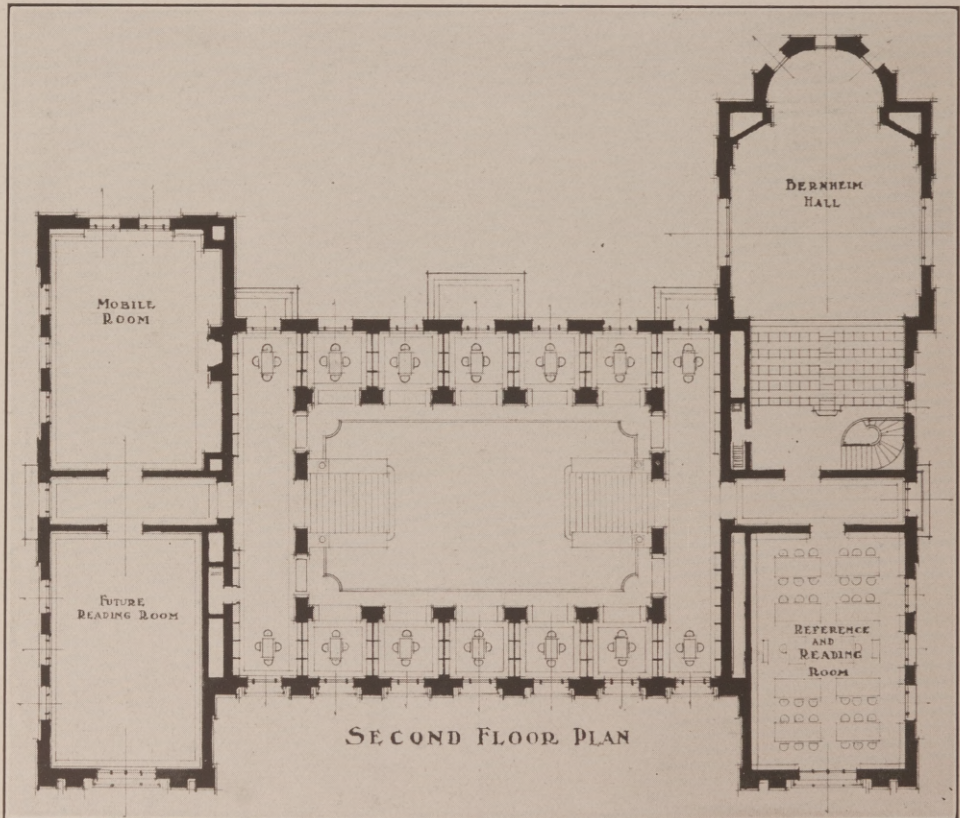 BERNHEIM
HALL
MOBILE
ROOM
FUTURE
READING ROOM
REFERENCE
AND
READING
ROOM
SECOND FLOOR PLAN